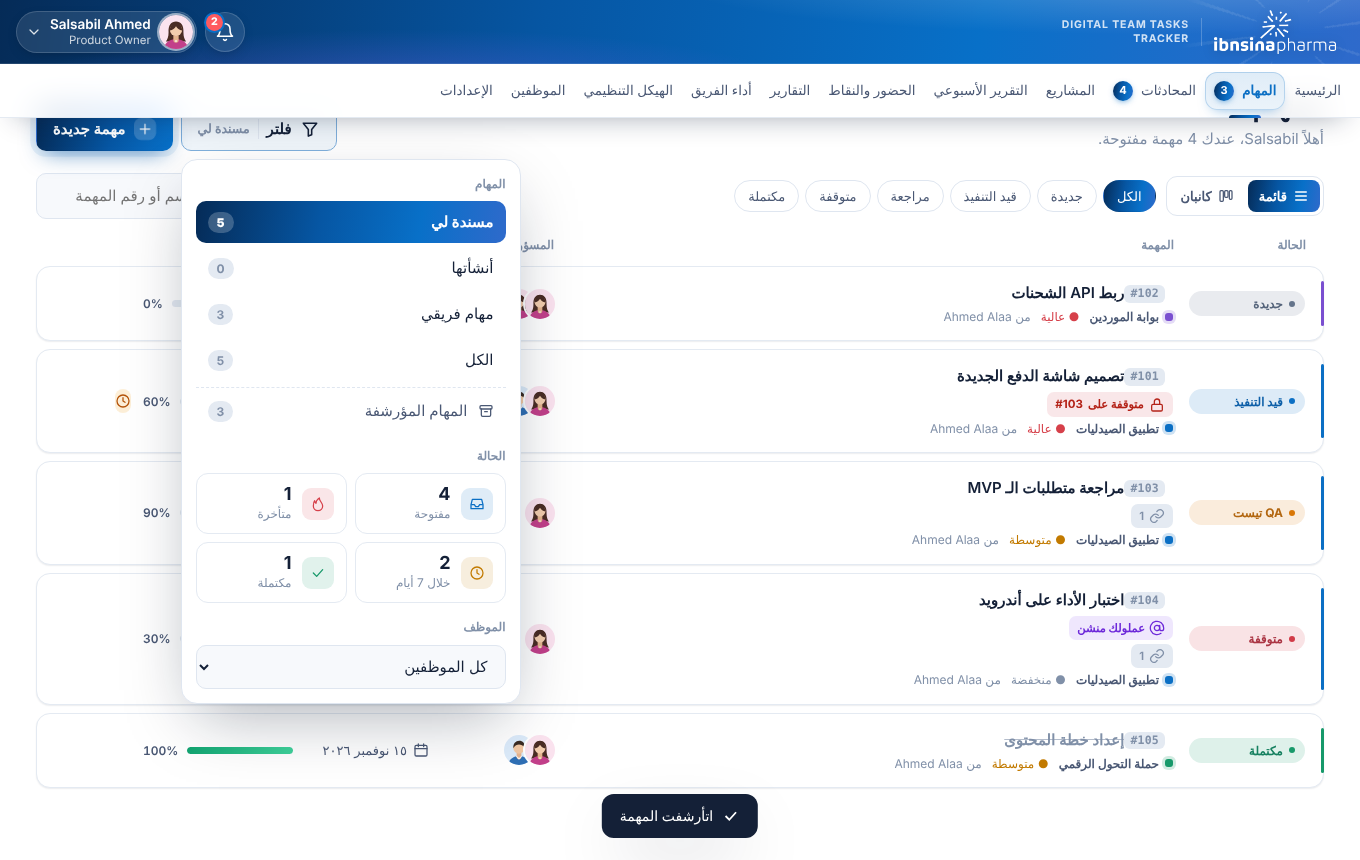 ibnsinapharma
DIGITAL TEAM TASKS
TRACKER
2
Salsabil Ahmed
Product Owner
الرئيسية
المهام 3
المحادثات 4
المشاريع
التقرير الأسبوعي
الحضور والنقاط
التقارير
أداء الفريق
الهيكل التنظيمي
الموظفين
الإعدادات
أهلاً Salsabil، عندك 4 مهمة مفتوحة.
فلتر مسندة لي
مهمة جديدة
قائمة
كانبان
الكل
جديدة
قيد التنفيذ
مراجعة
متوقفة
مكتملة
أو رقم المهمة
الحالة
المهمة
جديدة
#102 ربط API الشحنات
بوابة الموردين عالية من Ahmed Alaa
0%
قيد التنفيذ
#101 تصميم شاشة الدفع الجديدة
متوقفة على #103
تطبيق الصيدليات عالية من Ahmed Alaa
60%
QA تيست
#103 مراجعة متطلبات الـ MVP
1
تطبيق الصيدليات متوسطة من Ahmed Alaa
90%
متوقفة
#104 اختبار الأداء على أندرويد
عملولك منشن
1
تطبيق الصيدليات منخفضة من Ahmed Alaa
30%
مكتملة
#105 إعداد خطة المحتوى
حملة التحول الرقمي متوسطة من Ahmed Alaa
١٥ نوفمبر ٢٠٢٦
100%
المهام
مسندة لي 5
أنشأتها 0
مهام فريقي 3
الكل 5
المهام المؤرشفة 3
الحالة
4
مفتوحة
1
متأخرة
2
خلال 7 أيام
1
مكتملة
الموظف
كل الموظفين
اتأرشفت المهمة